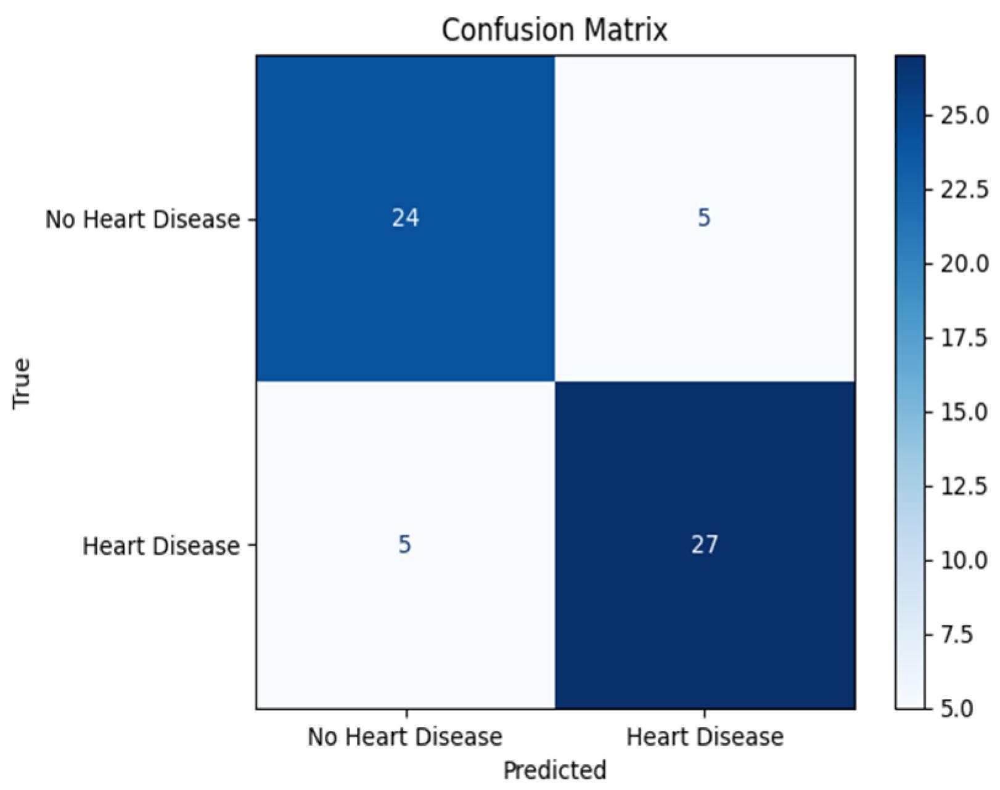 Confusion Matrix
No Heart Disease
24
5
Heart Disease
5
27
True
No Heart Disease
Heart Disease
Predicted
25.0
22.5
20.0
17.5
15.0
12.5
10.0
7.5
5.0